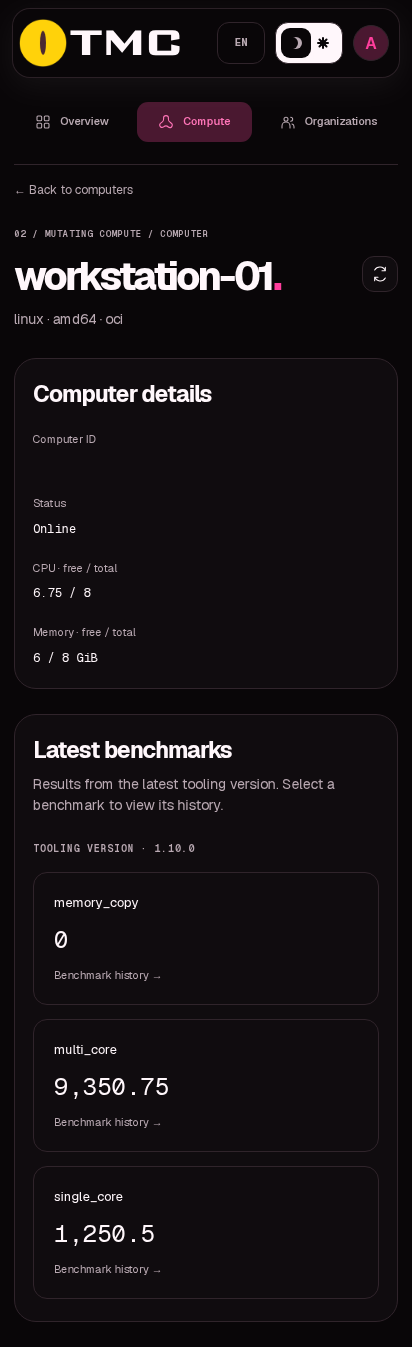 TMC
EN
A
Overview
Compute
Organizations
← Back to computers
02 / MUTATING COMPUTE / COMPUTER
workstation-01.
linux · amd64 · oci
Computer details
Computer ID
Status
Online
CPU · free / total
6.75 / 8
Memory · free / total
6 / 8 GiB
Latest benchmarks
Results from the latest tooling version. Select a
benchmark to view its history.
TOOLING VERSION · 1.10.0
memory_copy
0
Benchmark history →
multi_core
9,350.75
Benchmark history →
single_core
1,250.5
Benchmark history →